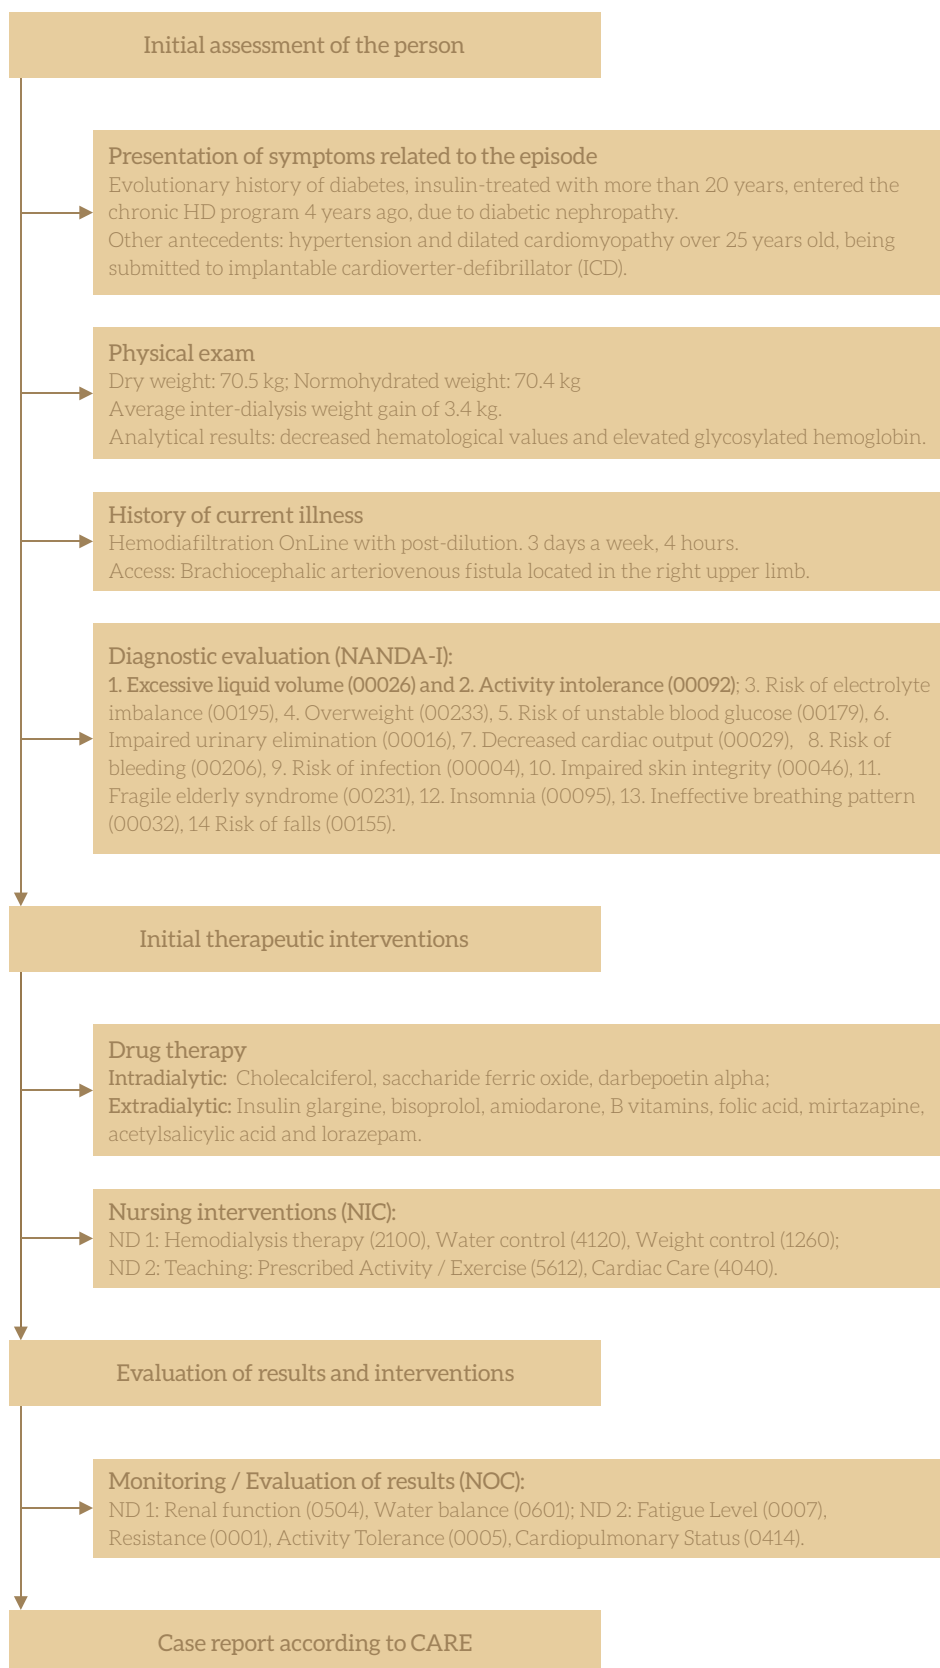 Initial assessment of the person
Presentation of symptoms related to the episode
Evolutionary history of diabetes, insulin-treated with more than 20 years, entered the
chronic HD program 4 years ago, due to diabetic nephropathy.
Other antecedents: hypertension and dilated cardiomyopathy over 25 years old, being
submitted to implantable cardioverter-defibrillator (ICD).
Physical exam
Dry weight: 70.5 kg; Normohydrated weight: 70.4 kg
Average inter-dialysis weight gain of 3.4 kg.
Analytical results: decreased hematological values and elevated glycosylated hemoglobin.
History of current illness
Hemodiafiltration OnLine with post-dilution. 3 days a week, 4 hours.
Access: Brachiocephalic arteriovenous fistula located in the right upper limb.
Diagnostic evaluation (NANDA-I):
1. Excessive liquid volume (00026) and 2. Activity intolerance (00092); 3. Risk of electrolyte
imbalance (00195), 4. Overweight (00233), 5. Risk of unstable blood glucose (00179), 6.
Impaired urinary elimination (00016), 7. Decreased cardiac output (00029), 8. Risk of
bleeding (00206), 9. Risk of infection (00004), 10. Impaired skin integrity (00046), 11.
Fragile elderly syndrome (00231), 12. Insomnia (00095), 13. Ineffective breathing pattern
(00032), 14 Risk of falls (00155).
Initial therapeutic interventions
Drug therapy
Intradialytic: Cholecalciferol, saccharide ferric oxide, darbepoetin alpha;
Extradialytic: Insulin glargine, bisoprolol, amiodarone, B vitamins, folic acid, mirtazapine,
acetylsalicylic acid and lorazepam.
Nursing interventions (NIC):
ND 1: Hemodialysis therapy (2100), Water control (4120), Weight control (1260);
ND 2: Teaching: Prescribed Activity / Exercise (5612), Cardiac Care (4040).
Evaluation of results and interventions
Monitoring / Evaluation of results (NOC):
ND 1: Renal function (0504), Water balance (0601); ND 2: Fatigue Level (0007),
Resistance (0001), Activity Tolerance (0005), Cardiopulmonary Status (0414).
Case report according to CARE